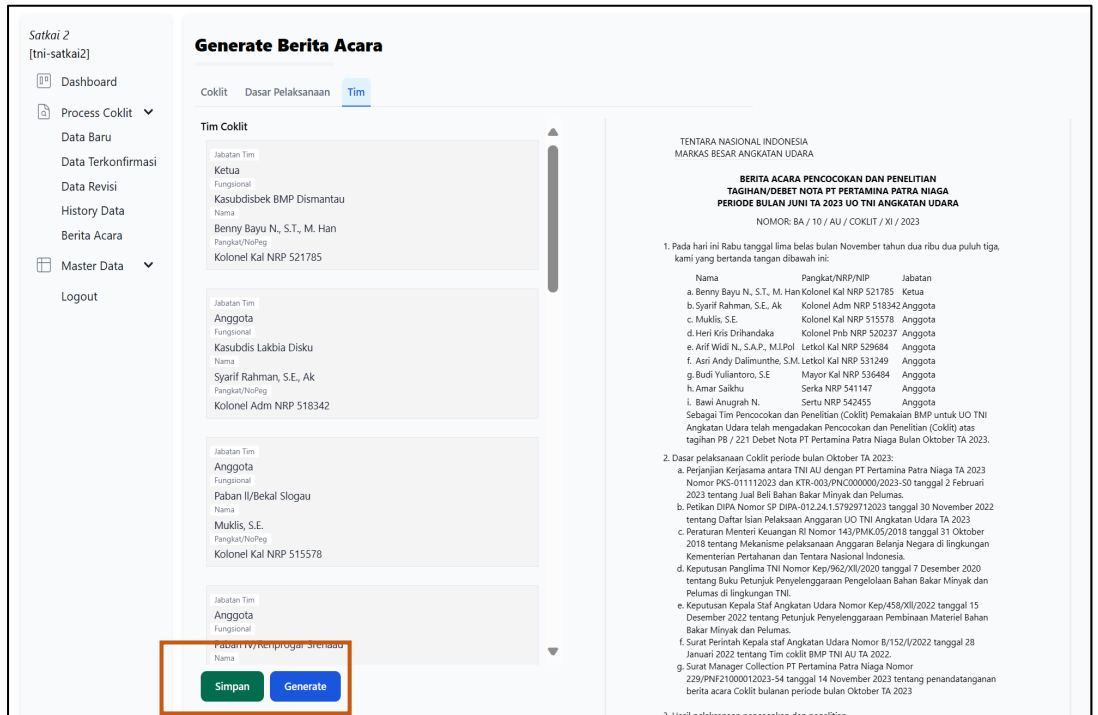 Satkai 2
[tni-satkai2]
Dashboard
Process Coklit
Data Baru
Data Terkonfirmasi
Data Revisi
History Data
Berita Acara
Master Data
Logout
Generate Berita Acara
Coklit Dasar Pelaksanaan Tim
Tim Coklit
Jabatan Tim
Ketua
Fungsional
Kasubdisbek BMP Dismantau
Nama
Benny Bayu N., S.T., M. Han
Pangkat/NoPeg
Kolonel Kal NRP 521785
Jabatan Tim
Anggota
Fungsional
Kasubdis Lakbia Disku
Nama
Syarif Rahman, S.E., Ak
Pangkat/NoPeg
Kolonel Adm NRP 518342
Jabatan Tim
Anggota
Fungsional
Paban II/Bekal Slogau
Nama
Muklis, S.E.
Pangkat/NoPeg
Kolonel Kal NRP 515578
Jabatan Tim
Anggota
Fungsional
Paban IV/Renprogar Srenaau
Nama
Simpan Generate
TENTARA NASIONAL INDONESIA
MARKAS BESAR ANGKATAN UDARA
BERITA ACARA PENCOCOKAN DAN PENELITIAN
TAGIHAN/DEBET NOTA PT PERTAMINA PATRA NIAGA
PERIODE BULAN JUNI TA 2023 UO TNI ANGKATAN UDARA
NOMOR: BA / 10 / AU / COKLIT / XI / 2023
1. Pada hari ini Rabu tanggal lima belas bulan November tahun dua ribu dua puluh tiga,
kami yang bertanda tangan dibawah ini:
Nama Pangkat/NRP/NIP Jabatan
a. Benny Bayu N., S.T., M. Han Kolonel Kal NRP 521785 Ketua
b. Syarif Rahman, S.E., Ak Kolonel Adm NRP 518342 Anggota
c. Muklis, S.E. Kolonel Kal NRP 515578 Anggota
d. Heri Kris Drihandaka Kolonel Pnb NRP 520237 Anggota
e. Arif Widi N., S.A.P., M.I.Pol Letkol Kal NRP 529684 Anggota
f. Asri Andy Dalimunthe, S.M. Letkol Kal NRP 531249 Anggota
g. Budi Yuliantoro, S.E Mayor Kal NRP 536484 Anggota
h. Amar Saikhu Serka NRP 541147 Anggota
i. Bawi Anugrah N. Sertu NRP 542455 Anggota
Sebagai Tim Pencocokan dan Penelitian (Coklit) Pemakaian BMP untuk UO TNI
Angkatan Udara telah mengadakan Pencocokan dan Penelitian (Coklit) atas
tagihan PB / 221 Debet Nota PT Pertamina Patra Niaga Bulan Oktober TA 2023.
2. Dasar pelaksanaan Coklit periode bulan Oktober TA 2023:
a. Perjanjian Kerjasama antara TNI AU dengan PT Pertamina Patra Niaga TA 2023
Nomor PKS-011112023 dan KTR-003/PNC000000/2023-S0 tanggal 2 Februari
2023 tentang Jual Beli Bahan Bakar Minyak dan Pelumas.
b. Petikan DIPA Nomor SP DIPA-012.24.1.57929712023 tanggal 30 November 2022
tentang Daftar Isian Pelaksaan Anggaran UO TNI Angkatan Udara TA 2023
c. Peraturan Menteri Keuangan RI Nomor 143/PMK.05/2018 tanggal 31 Oktober
2018 tentang Mekanisme pelaksanaan Anggaran Belanja Negara di lingkungan
Kementerian Pertahanan dan Tentara Nasional lndonesia.
d. Keputusan Panglima TNI Nomor Kep/962/Xll/2020 tanggal 7 Desember 2020
tentang Buku Petunjuk Penyelenggaraan Pengelolaan Bahan Bakar Minyak dan
Pelumas di lingkungan TNl.
e. Keputusan Kepala Staf Angkatan Udara Nomor Kep/458/Xll/2022 tanggal 15
Desember 2022 tentang Petunjuk Penyelenggaraan Pembinaan Materiel Bahan
Bakar Minyak dan Pelumas.
f. Surat Perintah Kepala staf Angkatan Udara Nomor B/152/l/2022 tanggal 28
Januari 2022 tentang Tim coklit BMP TNI AU TA 2022.
g. Surat Manager Collection PT Pertamina Patra Niaga Nomor
229/PNF21000012023-54 tanggal 14 November 2023 tentang penandatanganan
berita acara Coklit bulanan periode bulan Oktober TA 2023